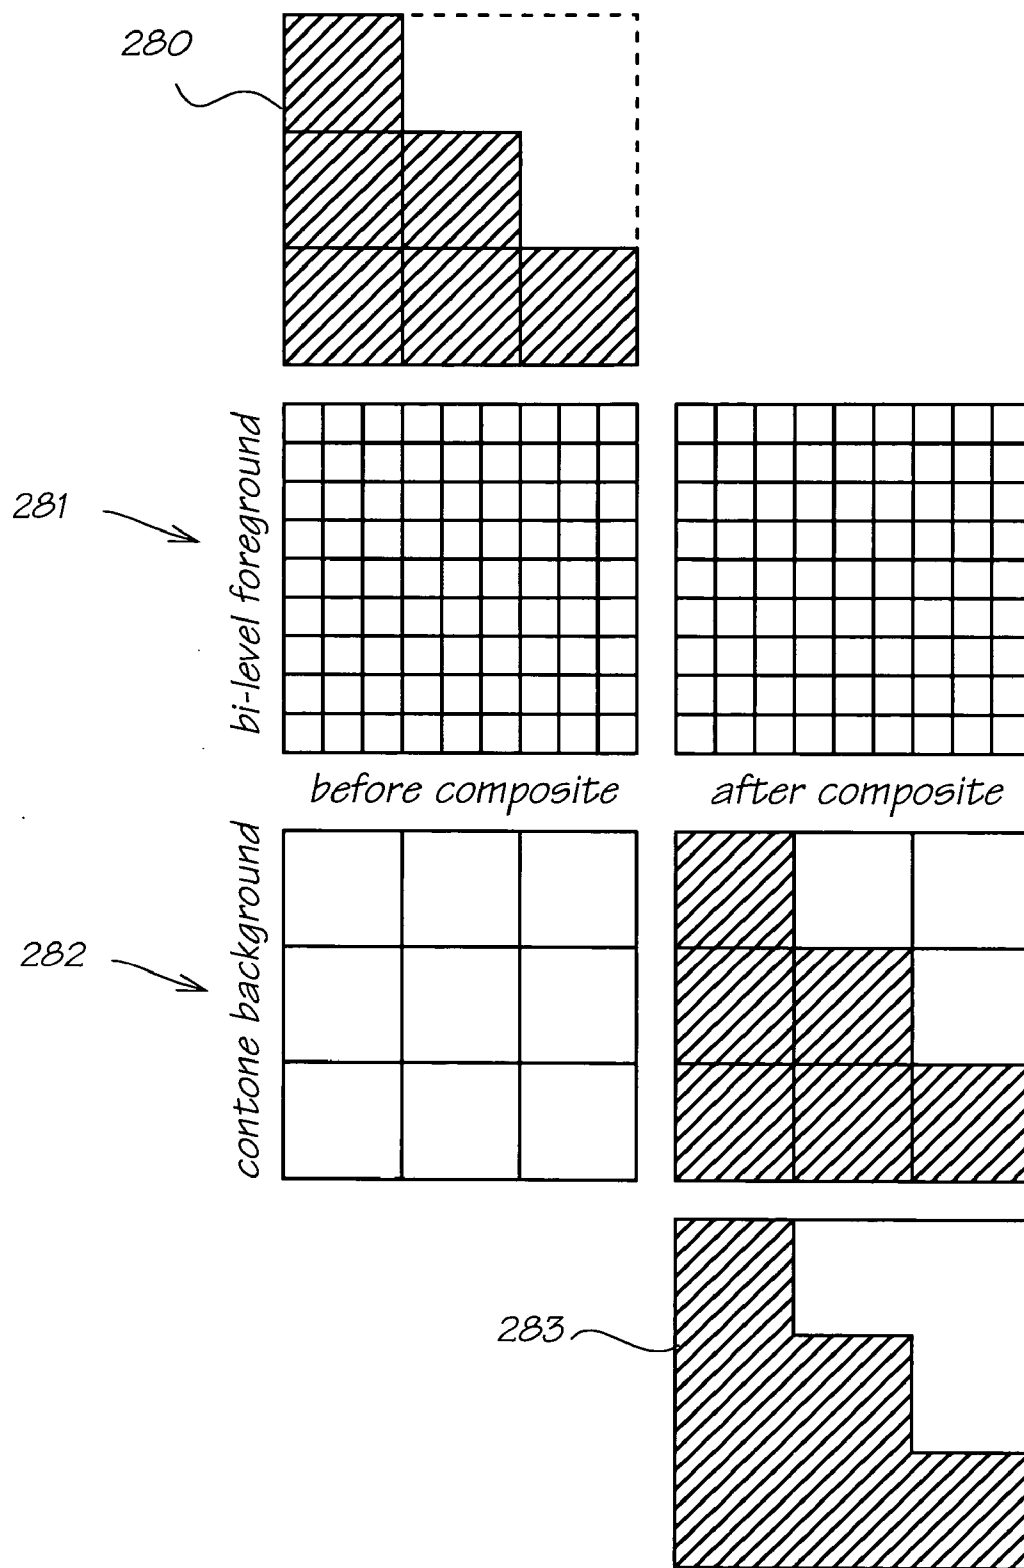 280
281
bi-level foreground
before composite
after composite
282
contone background
283